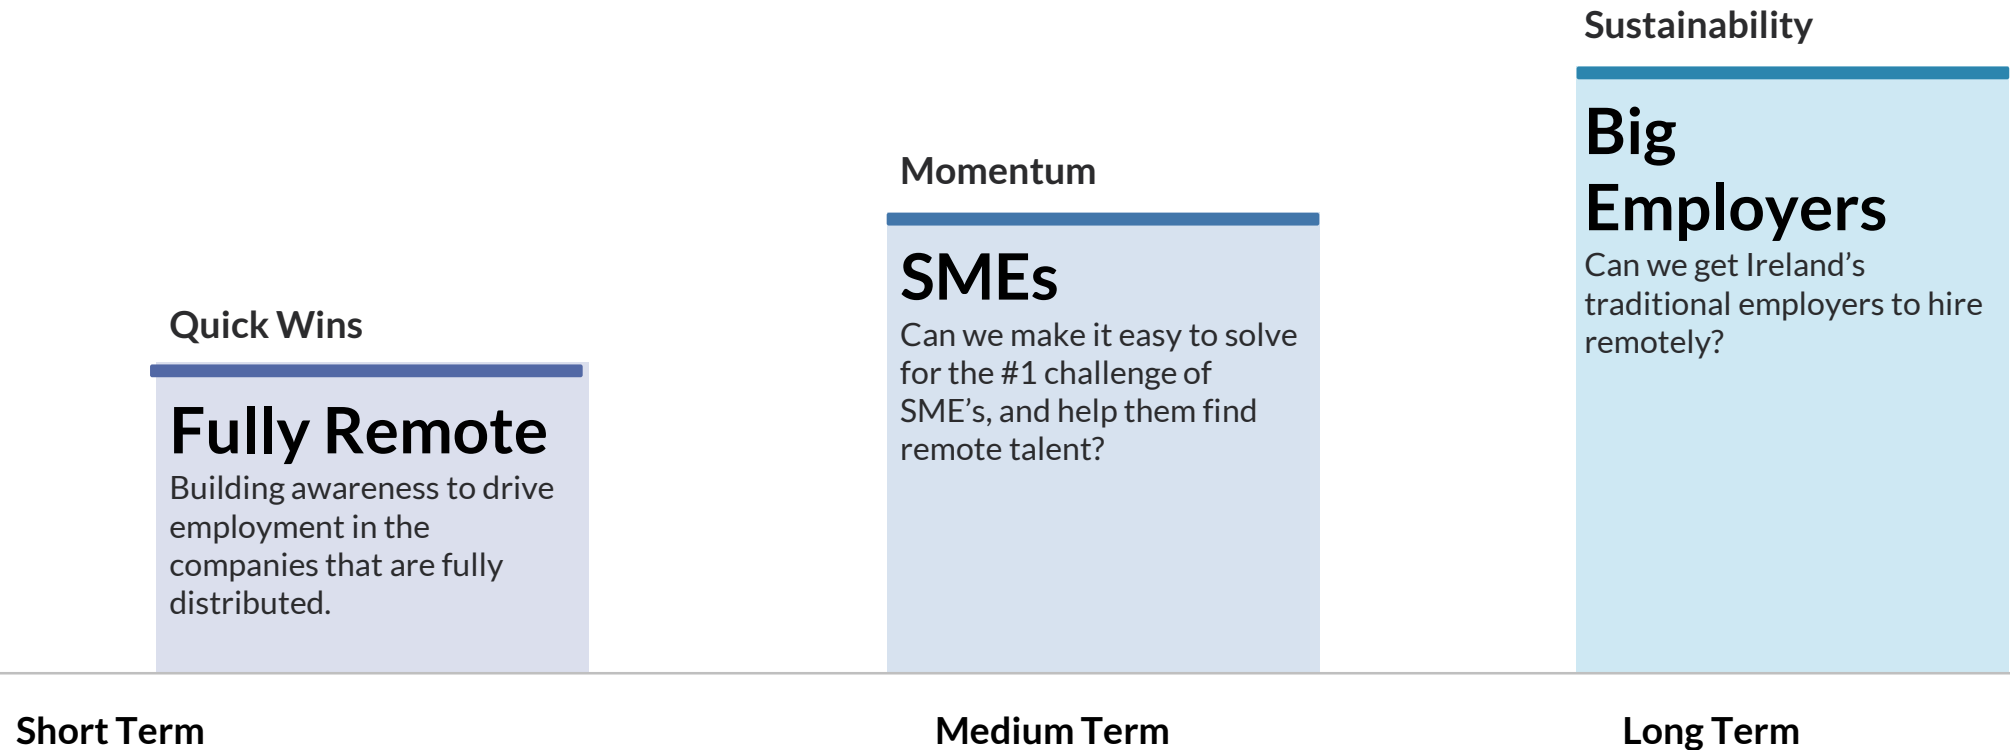 Quick Wins
Fully Remote
Building awareness to drive
employment in the
companies that are fully
distributed.
Momentum
SMEs
Can we make it easy to solve
for the #1 challenge of
SME’s, and help them find
remote talent?
Sustainability
Big
Employers
Can we get Ireland’s
traditional employers to hire
remotely?
Short Term
Medium Term
Long Term